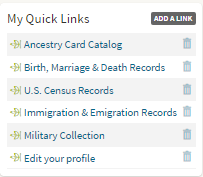 My Quick Links ADD A LINK
Ancestry Card Catalog
Birth, Marriage & Death Records
U.S. Census Records
Immigration & Emigration Records
Military Collection
Edit your profile